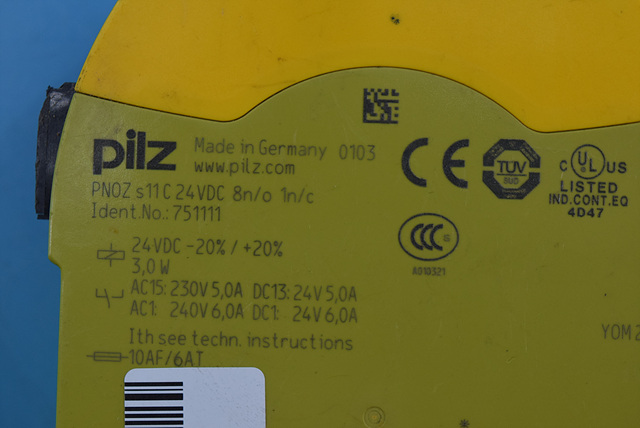 pilz Made in Germany 0103
www.pilz.com
PNOZ s11 C 24VDC 8n/o 1n/c
Ident.No.: 751111
24VDC -20% / +20%
3,0 W
AC15: 230V 5,0A DC13: 24V 5,0A
AC1: 240V 6,0A DC1: 24V 6,0A
Ith see techn. instructions
10AF/6AT
CE
TÜV
SÜD
C UL US
LISTED
IND.CONT.EQ
4D47
CCC S
A010321
YOM 2